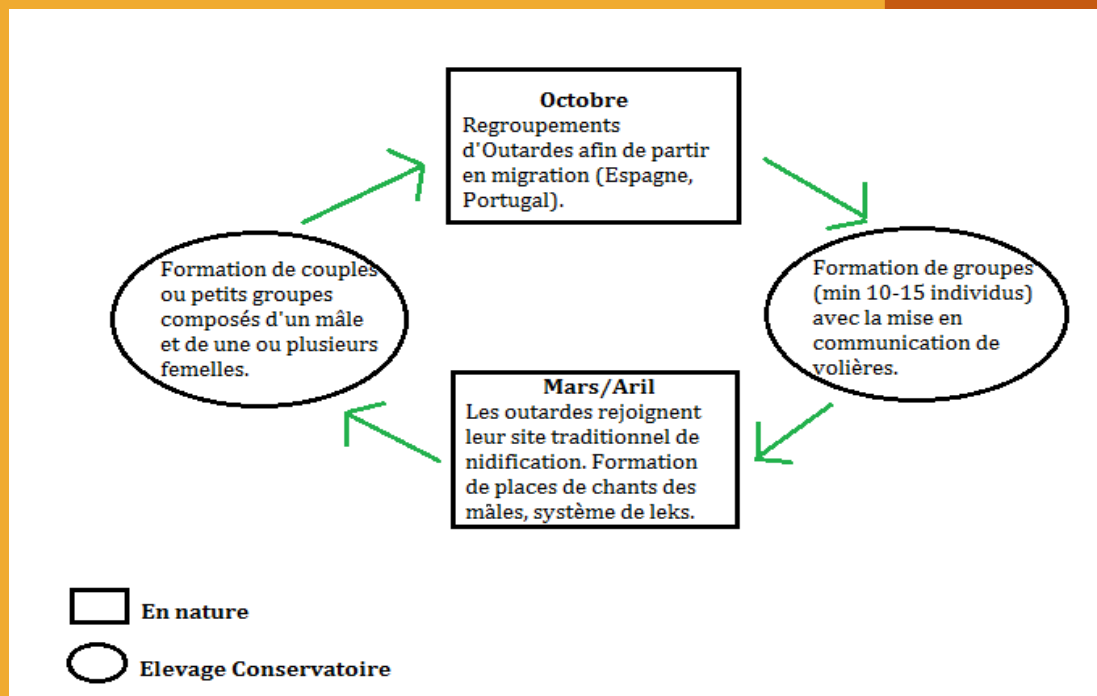 Octobre
Regroupements
d'Outardes afin de partir
en migration (Espagne,
Portugal).
Formation de groupes
(min 10-15 individus)
avec la mise en
communication de
volières.
Mars/Aril
Les outardes rejoignent
leur site traditionnel de
nidification. Formation
de places de chants des
mâles, système de leks.
Formation de couples
ou petits groupes
composés d'un mâle
et de une ou plusieurs
femelles.
En nature
Elevage Conservatoire